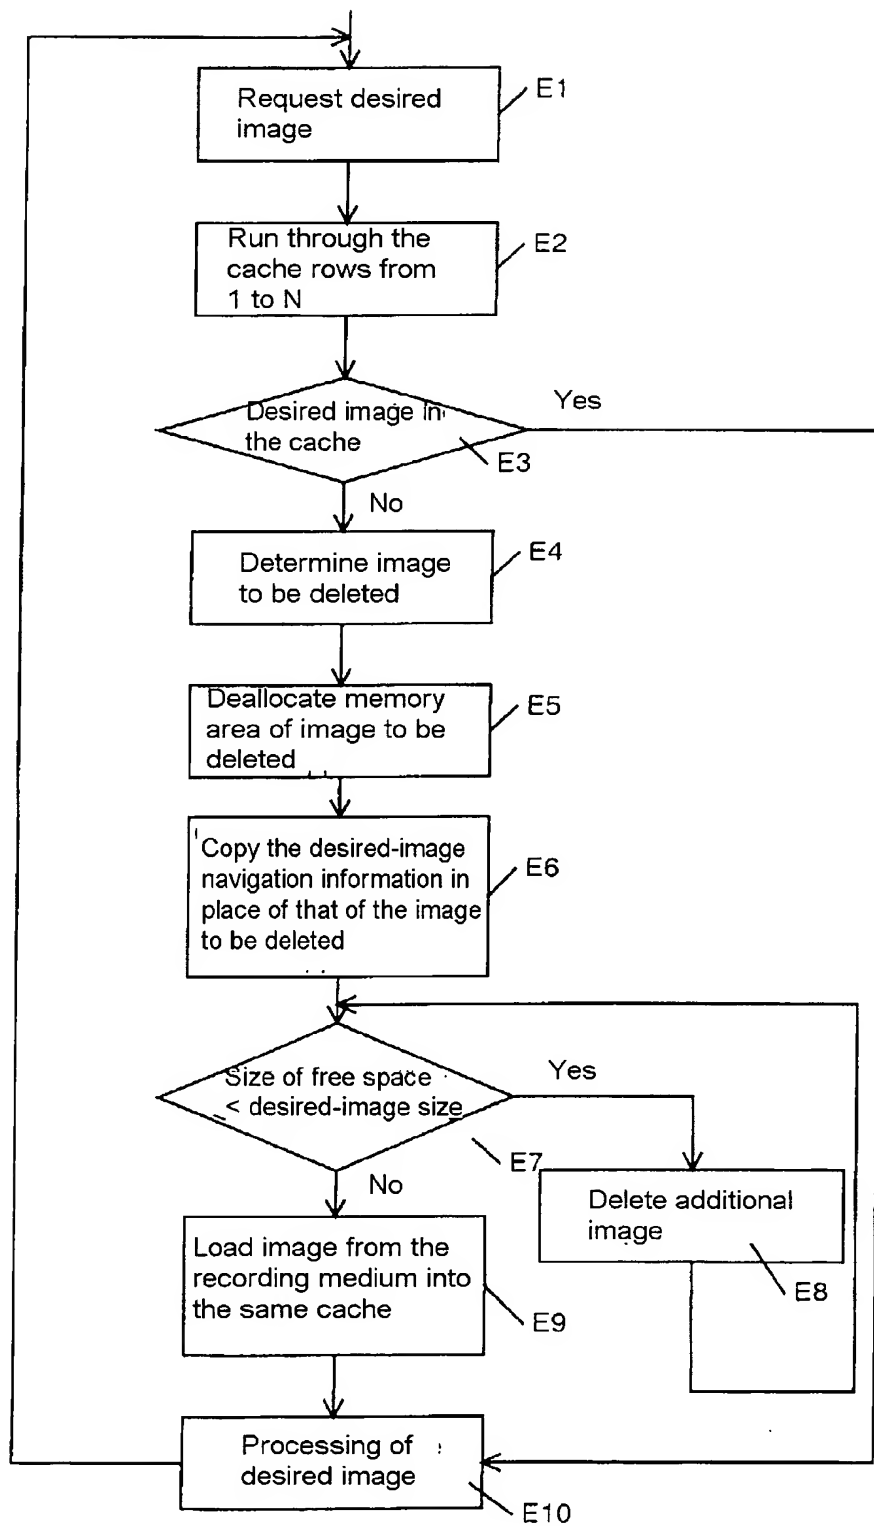 Request desired
image
E1
Run through the
cache rows from
1 to N
E2
Desired image in
the cache
Yes
E3
No
Determine image
to be deleted
E4
Deallocate memory
area of image to be
deleted
E5
Copy the desired-image
navigation information in
place of that of the image
to be deleted
E6
Size of free space
< desired-image size
Yes
E7
No
Delete additional
image
E8
Load image from the
recording medium into
the same cache
E9
Processing of
desired image
E10